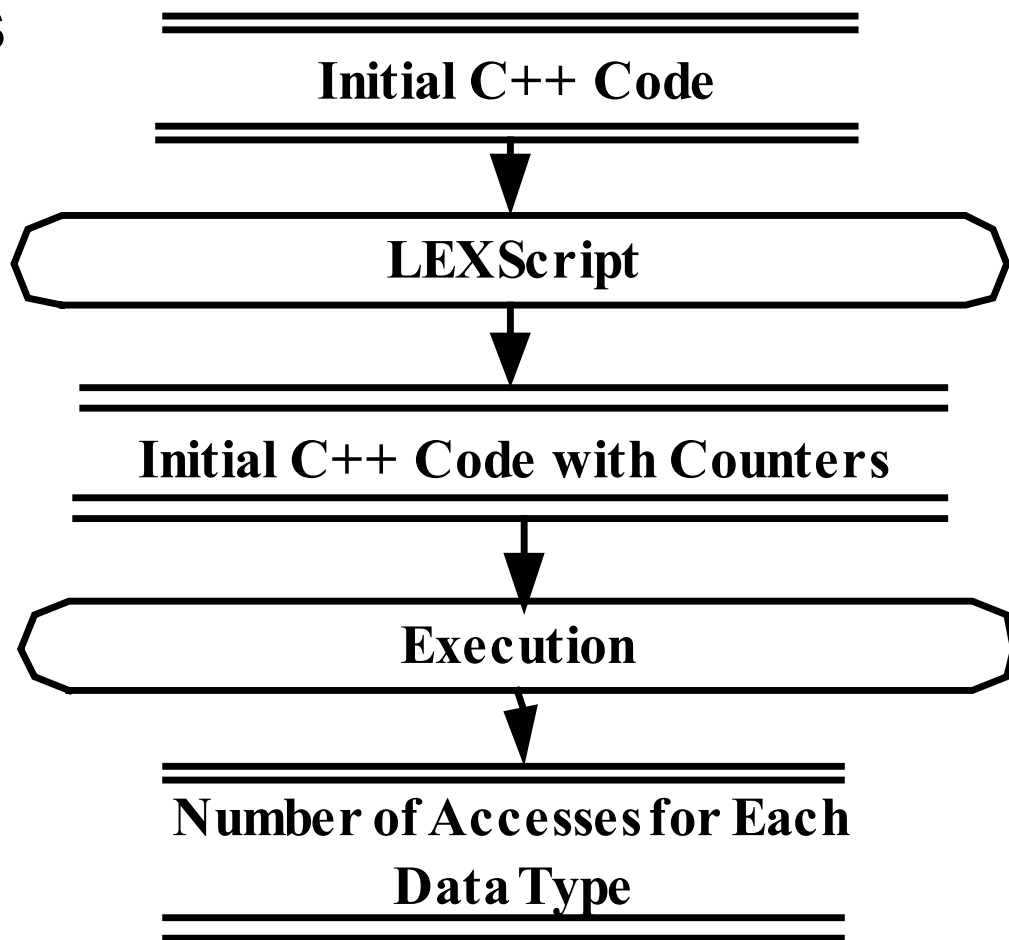 Initial C++ Code
LEXScript
Initial C++ Code with Counters
Execution
Number of Accesses for Each
Data Type